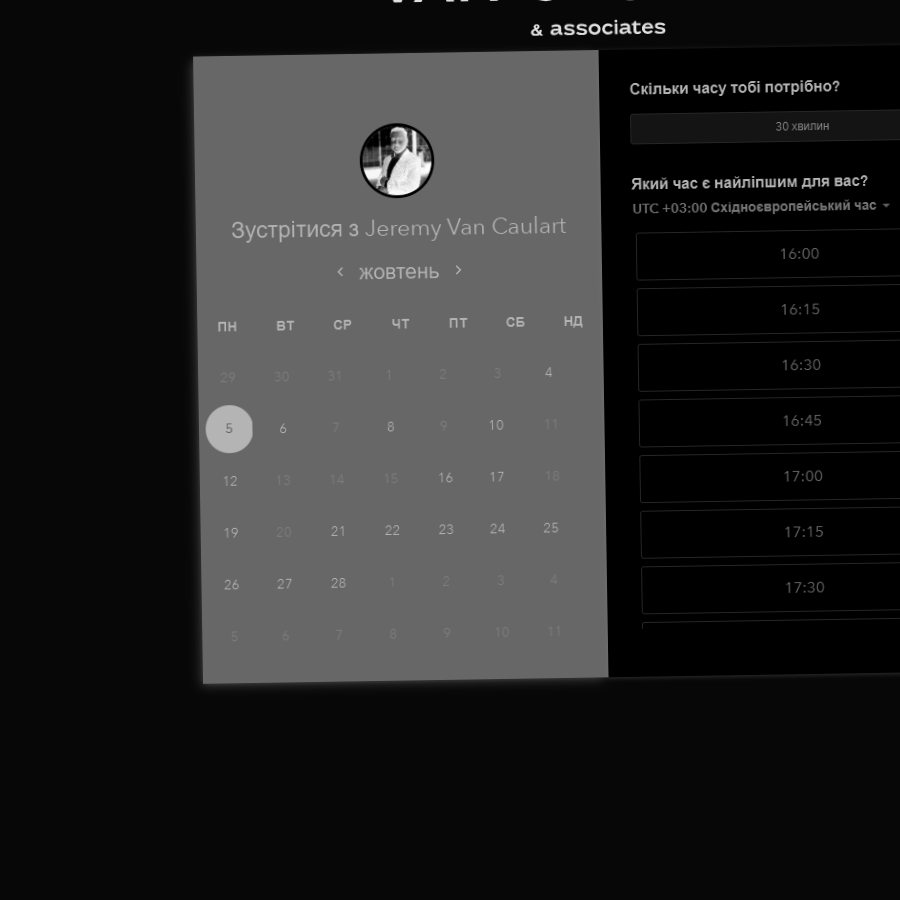 & associates
Зустрітися з Jeremy Van Caulart
‹ жовтень ›
ПН ВТ СР ЧТ ПТ СБ НД
29 30 31 1 2 3 4
5 6 7 8 9 10 11
12 13 14 15 16 17 18
19 20 21 22 23 24 25
26 27 28 1 2 3 4
5 6 7 8 9 10 11
Скільки часу тобі потрібно?
30 хвилин
Який час є найліпшим для вас?
UTC +03:00 Східноєвропейський час
16:00
16:15
16:30
16:45
17:00
17:15
17:30